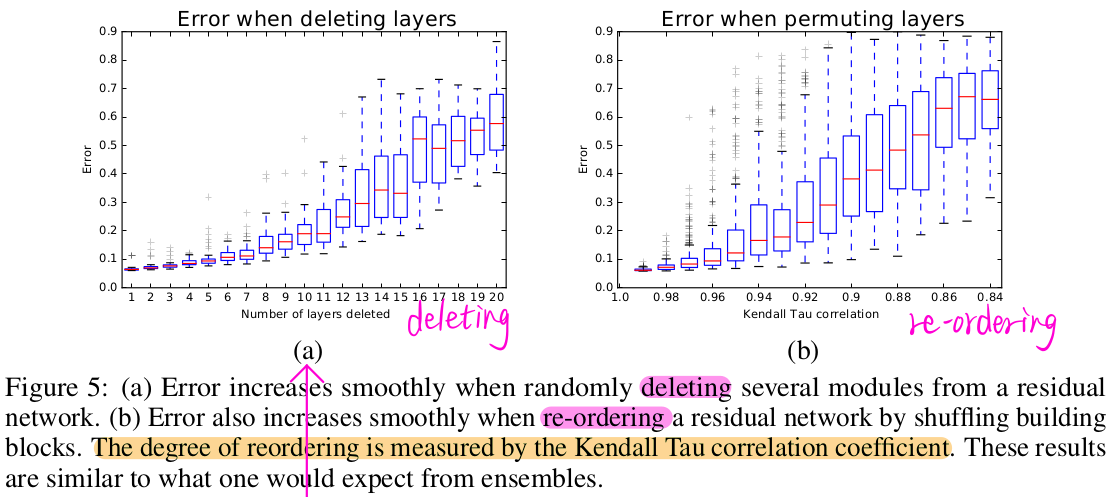 Error when deleting layers
0.9
0.8
0.7
0.6
0.5
0.4
0.3
0.2
0.1
0.0
Error
1 2 3 4 5 6 7 8 9 10 11 12 13 14 15 16 17 18 19 20
Number of layers deleted
deleting
(a)
Error when permuting layers
0.9
0.8
0.7
0.6
0.5
0.4
0.3
0.2
0.1
0.0
Error
1.0 0.98 0.96 0.94 0.92 0.9 0.88 0.86 0.84
Kendall Tau correlation
re-ordering
(b)
Figure 5: (a) Error increases smoothly when randomly deleting several modules from a residual
network. (b) Error also increases smoothly when re-ordering a residual network by shuffling building
blocks. The degree of reordering is measured by the Kendall Tau correlation coefficient. These results
are similar to what one would expect from ensembles.